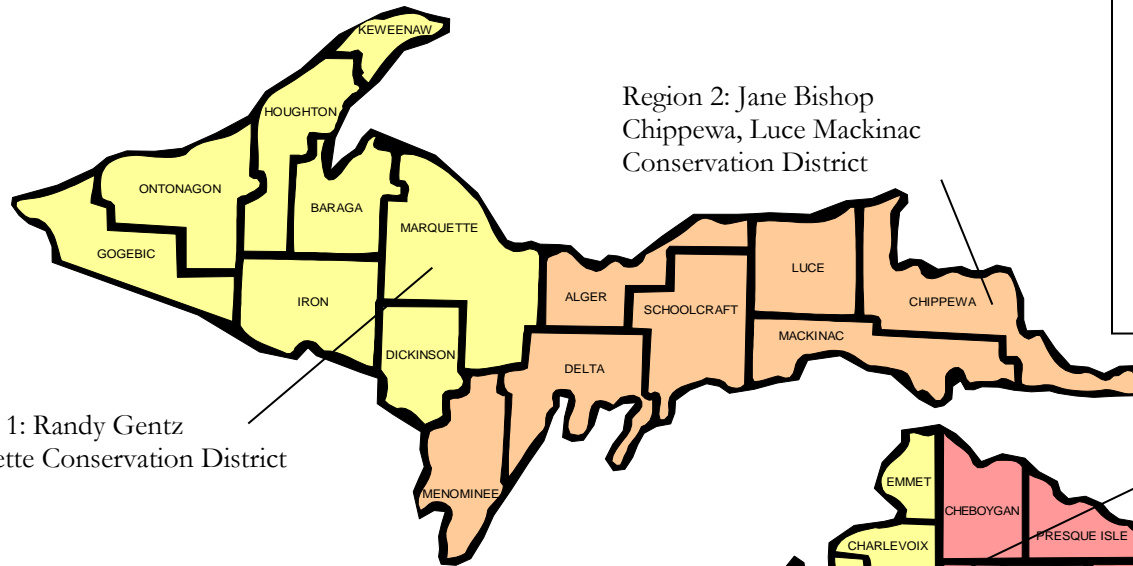 KEWEENAW
Region 2: Jane Bishop
Chippewa, Luce Mackinac
Conservation District
HOUGHTON
ONTONAGON
BARAGA
MARQUETTE
GOGEBIC
LUCE
IRON
ALGER
SCHOOLCRAFT
CHIPPEWA
MACKINAC
DICKINSON
DELTA
1: Randy Gentz
ette Conservation District
MENOMINEE
EMMET
CHEBOYGAN
PRESQUE ISLE
CHARLEVOIX